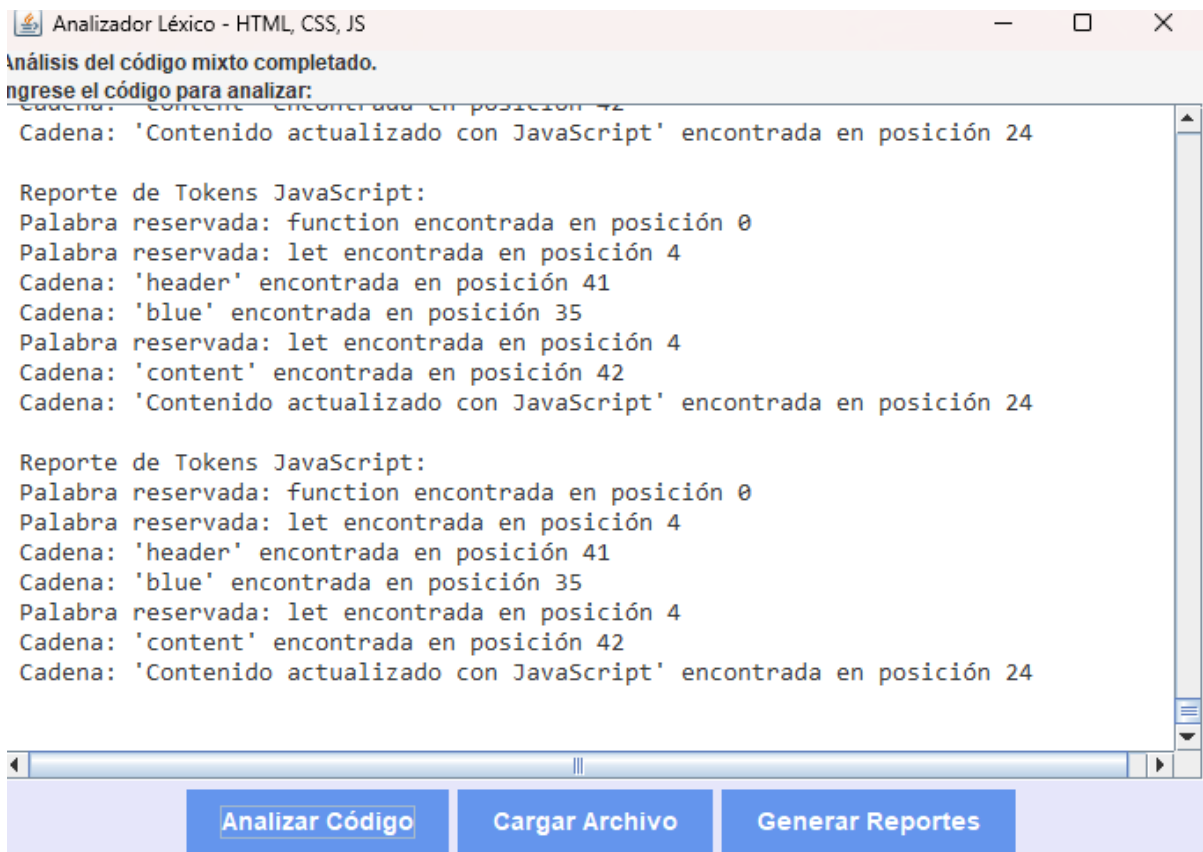 Analizador Léxico - HTML, CSS, JS
Análisis del código mixto completado.
ngrese el código para analizar:
Cadena: 'content' encontrada en posición 42
Cadena: 'Contenido actualizado con JavaScript' encontrada en posición 24
Reporte de Tokens JavaScript:
Palabra reservada: function encontrada en posición 0
Palabra reservada: let encontrada en posición 4
Cadena: 'header' encontrada en posición 41
Cadena: 'blue' encontrada en posición 35
Palabra reservada: let encontrada en posición 4
Cadena: 'content' encontrada en posición 42
Cadena: 'Contenido actualizado con JavaScript' encontrada en posición 24
Reporte de Tokens JavaScript:
Palabra reservada: function encontrada en posición 0
Palabra reservada: let encontrada en posición 4
Cadena: 'header' encontrada en posición 41
Cadena: 'blue' encontrada en posición 35
Palabra reservada: let encontrada en posición 4
Cadena: 'content' encontrada en posición 42
Cadena: 'Contenido actualizado con JavaScript' encontrada en posición 24
Analizar Código Cargar Archivo Generar Reportes